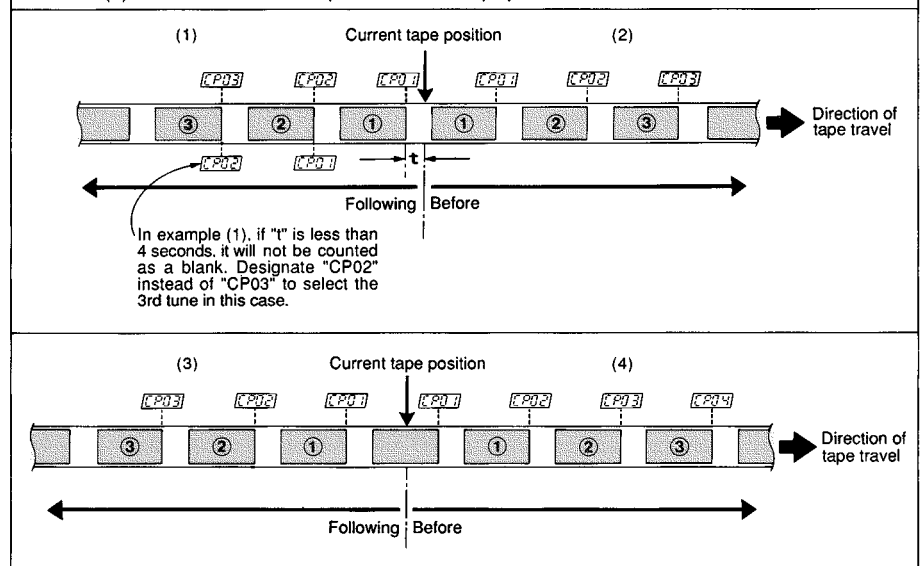 (1) Current tape position (2)
CP03 CP02 CP01 CP01 CP02 CP03
③ ② ① ① ② ③
Direction of
tape travel
CP02 CP01 t
Following Before
In example (1), if "t" is less than
4 seconds, it will not be counted
as a blank. Designate "CP02"
instead of "CP03" to select the
3rd tune in this case.
(3) Current tape position (4)
CP03 CP02 CP01 CP01 CP02 CP03 CP04
③ ② ① ① ② ③
Direction of
tape travel
Following Before